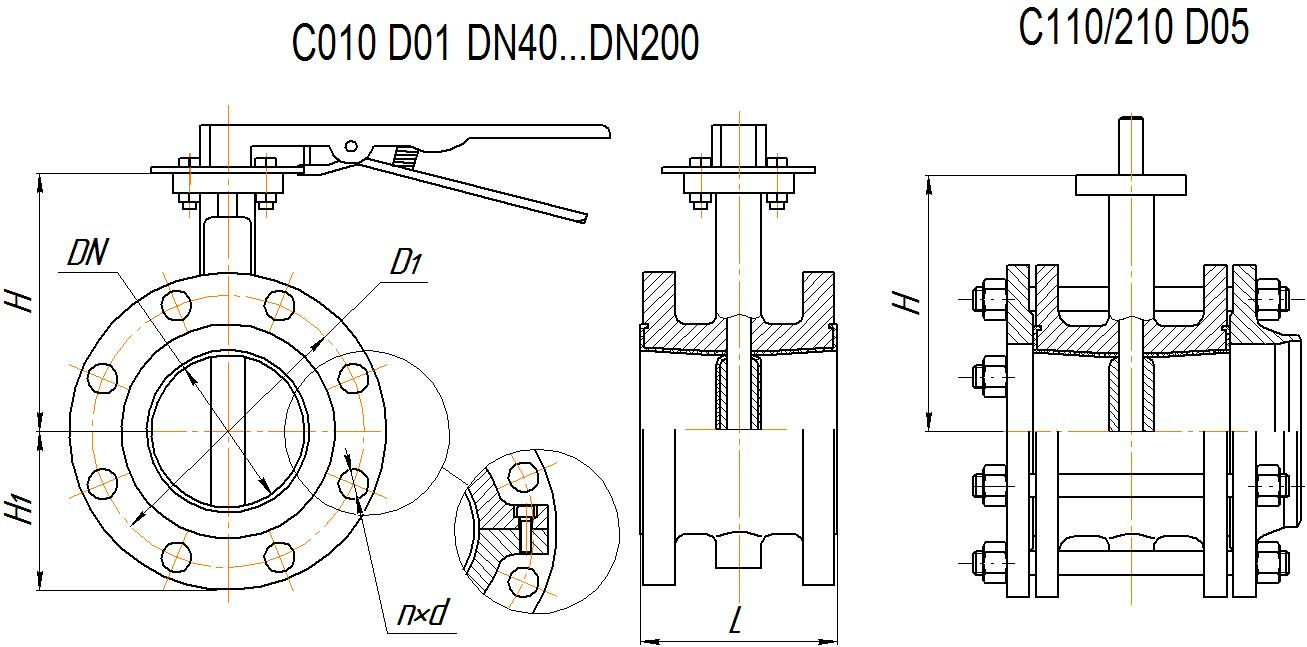 C010 D01 DN40...DN200
C110/210 D05
H
DN
D1
H1
n×d
L
H